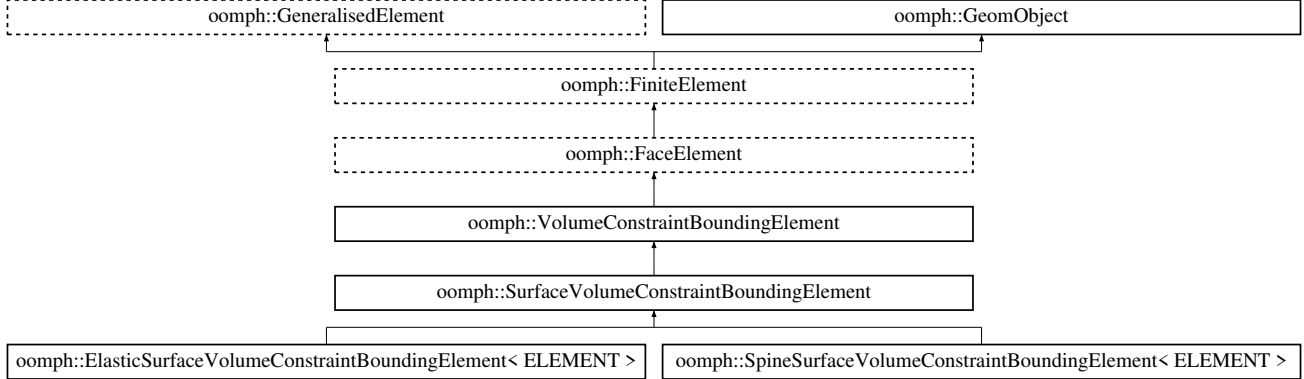 oomph::GeneralisedElement
oomph::GeomObject
oomph::FiniteElement
oomph::FaceElement
oomph::VolumeConstraintBoundingElement
oomph::SurfaceVolumeConstraintBoundingElement
oomph::ElasticSurfaceVolumeConstraintBoundingElement< ELEMENT >
oomph::SpineSurfaceVolumeConstraintBoundingElement< ELEMENT >